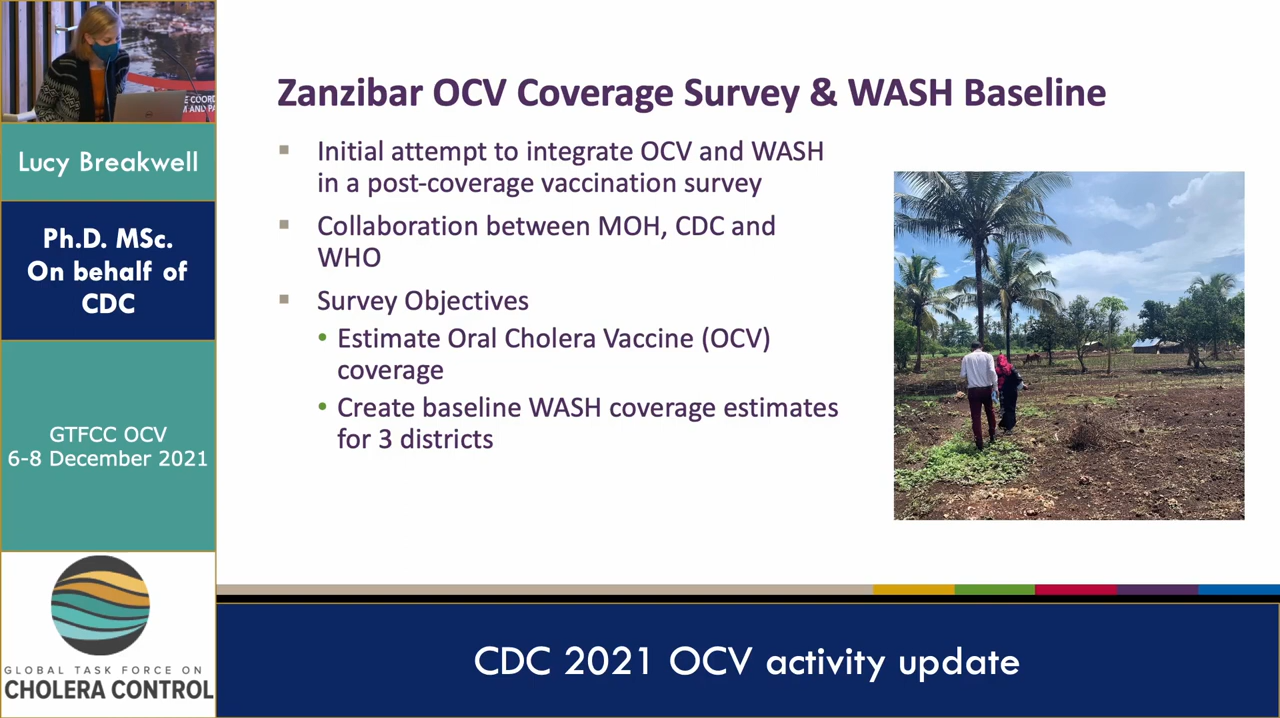 Lucy Breakwell
Ph.D. MSc.
On behalf of
CDC
GTFCC OCV
6-8 December 2021
GLOBAL TASK FORCE ON
CHOLERA CONTROL
Zanzibar OCV Coverage Survey & WASH Baseline
▪ Initial attempt to integrate OCV and WASH
in a post-coverage vaccination survey
▪ Collaboration between MOH, CDC and
WHO
▪ Survey Objectives
• Estimate Oral Cholera Vaccine (OCV)
coverage
• Create baseline WASH coverage estimates
for 3 districts
CDC 2021 OCV activity update